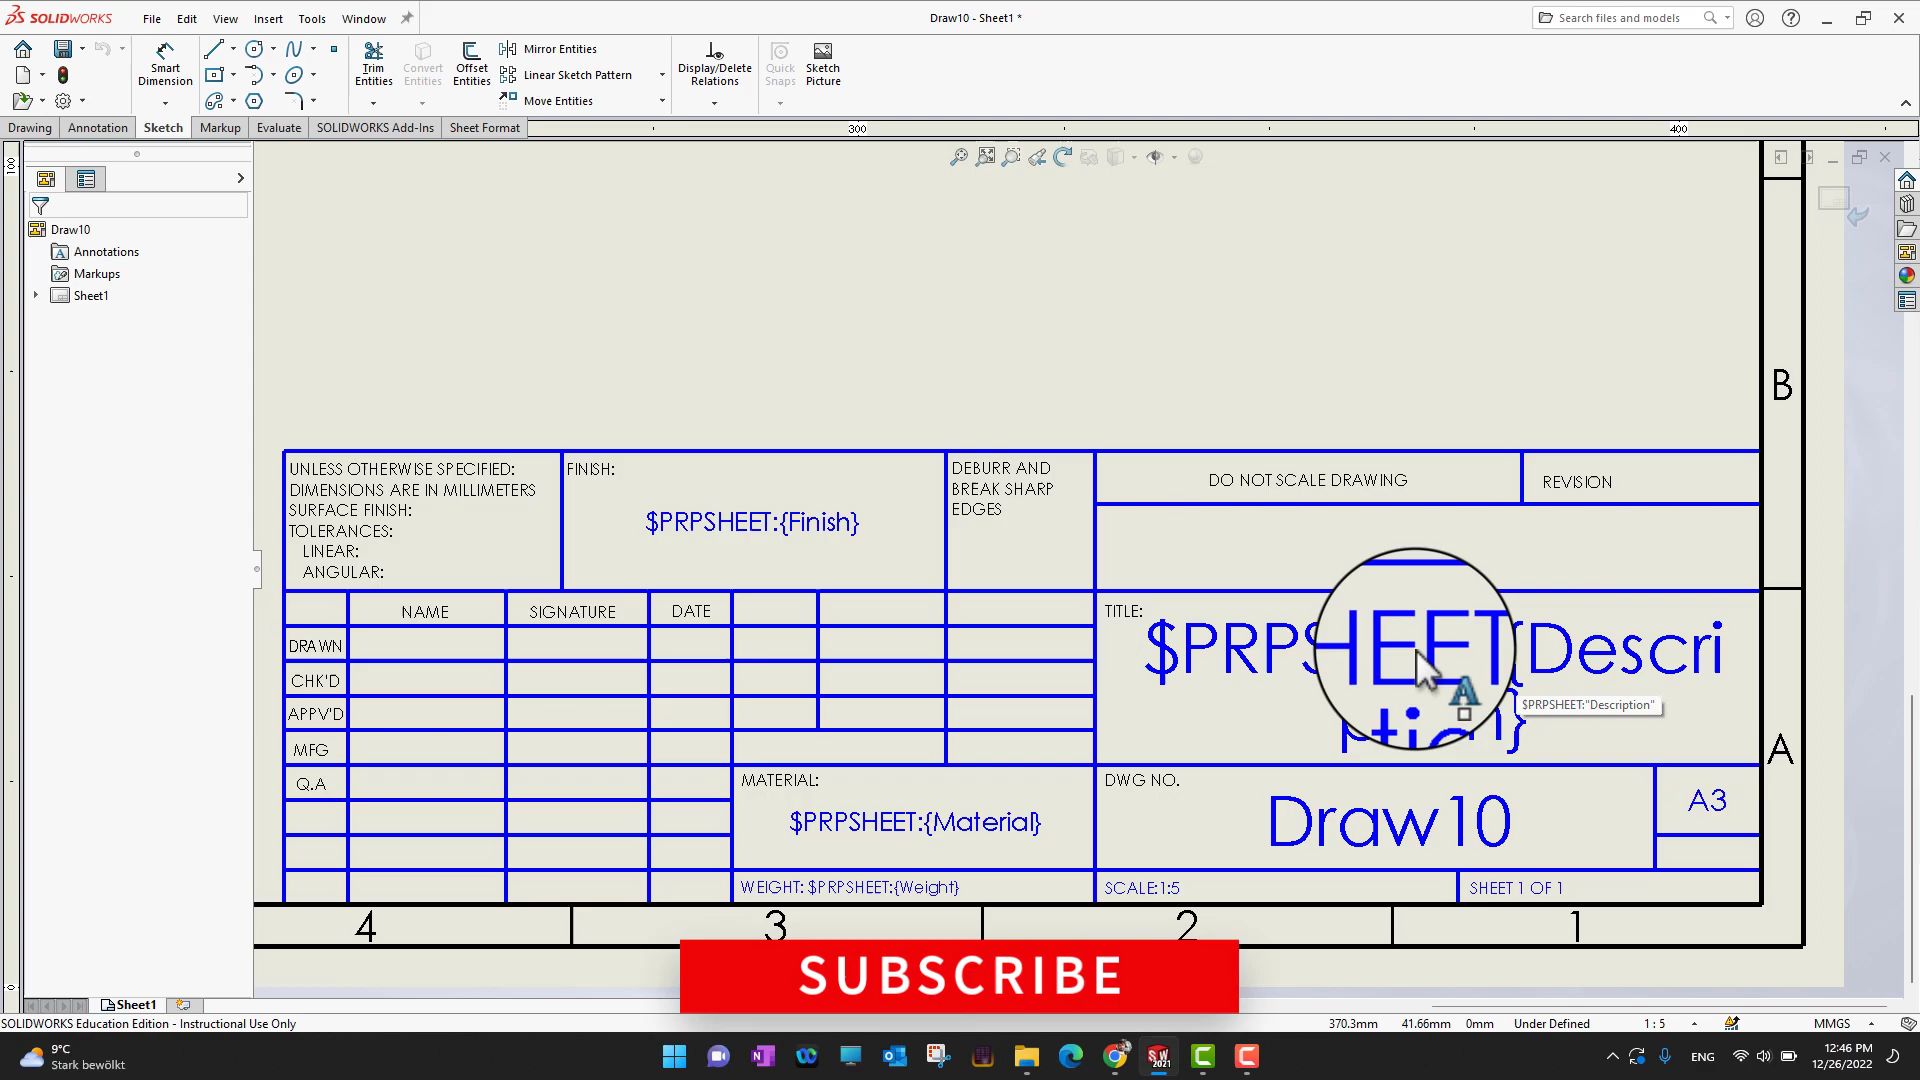 SOLIDWORKS
File
Edit
View
Insert
Tools
Window
Draw10 - Sheet1 *
Search files and models
Smart
Dimension
Trim
Entities
Convert
Entities
Offset
Entities
Mirror Entities
Linear Sketch Pattern
Move Entities
Display/Delete
Relations
Quick
Snaps
Sketch
Picture
Drawing
Annotation
Sketch
Markup
Evaluate
SOLIDWORKS Add-Ins
Sheet Format
300
400
100
0
Draw10
Annotations
Markups
Sheet1
B
UNLESS OTHERWISE SPECIFIED:
DIMENSIONS ARE IN MILLIMETERS
SURFACE FINISH:
TOLERANCES:
LINEAR:
ANGULAR:
FINISH:
$PRPSHEET:{Finish}
DEBURR AND
BREAK SHARP
EDGES
DO NOT SCALE DRAWING
REVISION
NAME
SIGNATURE
DATE
DRAWN
CHK'D
APPV'D
MFG
Q.A
TITLE:
$PRPSHEET{Descri
ption}
$PRPSHEET:"Description"
A
MATERIAL:
$PRPSHEET:{Material}
DWG NO.
Draw10
A3
WEIGHT: $PRPSHEET:{Weight}
SCALE:1:5
SHEET 1 OF 1
4
3
2
1
SUBSCRIBE
Sheet1
SOLIDWORKS Education Edition - Instructional Use Only
370.3mm
41.66mm
0mm
Under Defined
1 : 5
MMGS
9°C
Stark bewölkt
SW
2021
ENG
12:46 PM
12/26/2022